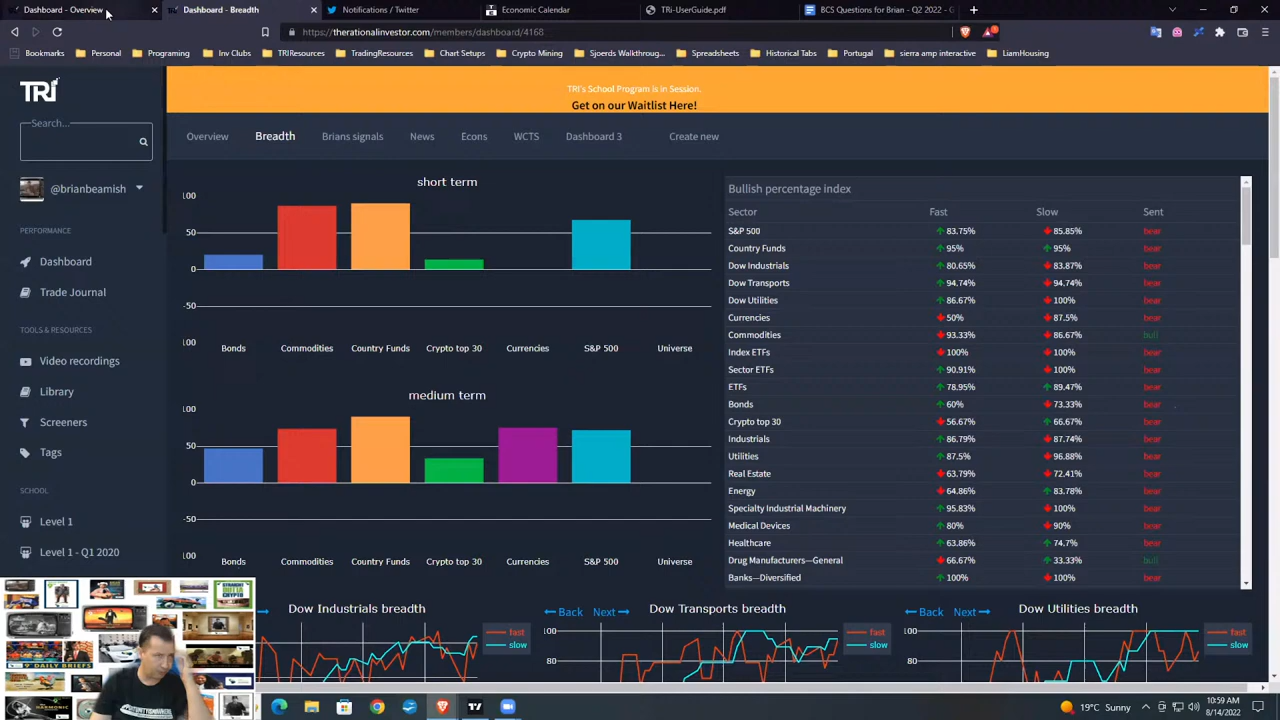 Dashboard - Overview
Dashboard - Breadth
Notifications / Twitter
Economic Calendar
TRi-UserGuide.pdf
BCS Questions for Brian - Q2 2022 - G
https://therationalinvestor.com/members/dashboard/4168
Bookmarks Personal Programing Inv Clubs TRIResources TradingResources Chart Setups Crypto Mining Sjoerds Walkthroug... Spreadsheets Historical Tabs Portugal sierra amp interactive LiamHousing
TRi
TRI's School Program is in Session.
Get on our Waitlist Here!
Search...
Overview Breadth Brians signals News Econs WCTS Dashboard 3 Create new
@brianbeamish
PERFORMANCE
Dashboard
Trade Journal
TOOLS & RESOURCES
Video recordings
Library
Screeners
Tags
SCHOOL
Level 1
Level 1 - Q1 2020
short term
100
50
0
-50
100
Bonds Commodities Country Funds Crypto top 30 Currencies S&P 500 Universe
medium term
100
50
0
-50
100
Bonds Commodities Country Funds Crypto top 30 Currencies S&P 500 Universe
Bullish percentage index
Sector Fast Slow Sent
S&P 500 83.75% 85.85% bear
Country Funds 95% 95% bear
Dow Industrials 80.65% 83.87% bear
Dow Transports 94.74% 94.74% bear
Dow Utilities 86.67% 100% bear
Currencies 50% 87.5% bear
Commodities 93.33% 86.67% bull
Index ETFs 100% 100% bear
Sector ETFs 90.91% 100% bear
ETFs 78.95% 89.47% bear
Bonds 60% 73.33% bear
Crypto top 30 56.67% 66.67% bear
Industrials 86.79% 87.74% bear
Utilities 87.5% 96.88% bear
Real Estate 63.79% 72.41% bear
Energy 64.86% 83.78% bear
Specialty Industrial Machinery 95.83% 100% bear
Medical Devices 80% 90% bear
Healthcare 63.86% 74.7% bear
Drug Manufacturers—General 66.67% 33.33% bull
Banks—Diversified 100% 100% bear
Dow Industrials breadth
fast
slow
Back Next
Dow Transports breadth
100
80
fast
slow
Back Next
Dow Utilities breadth
100
80
fast
slow
STRAIGHT OUTTA CRYPTO
DAILY BRIEFS
HARMONIC
19°C Sunny
10:59 AM
8/14/2022